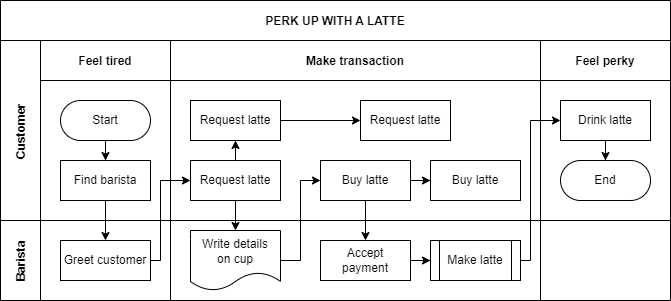 PERK UP WITH A LATTE
Feel tired
Make transaction
Feel perky
Customer
Start
Request latte
Request latte
Drink latte
Find barista
Request latte
Buy latte
Buy latte
End
Barista
Greet customer
Write details
on cup
Accept
payment
Make latte